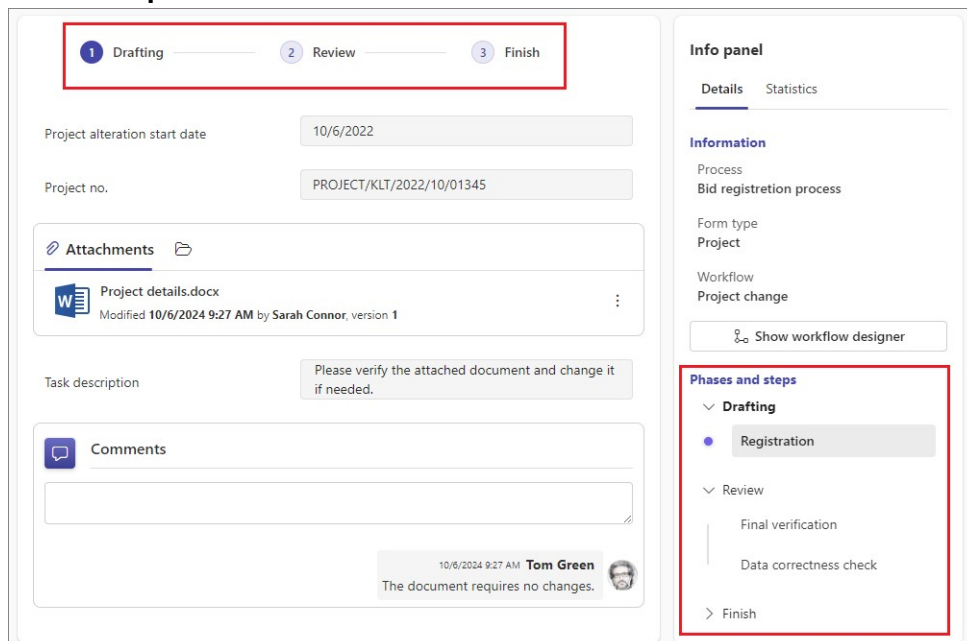 1 Drafting 2 Review 3 Finish
Project alteration start date 10/6/2022
Project no. PROJECT/KLT/2022/10/01345
Attachments
Project details.docx
Modified 10/6/2024 9:27 AM by Sarah Connor, version 1
Task description
Please verify the attached document and change it
if needed.
Comments
10/6/2024 9:27 AM Tom Green
The document requires no changes.
Info panel
Details Statistics
Information
Process
Bid registretion process
Form type
Project
Workflow
Project change
Show workflow designer
Phases and steps
Drafting
Registration
Review
Final verification
Data correctness check
Finish